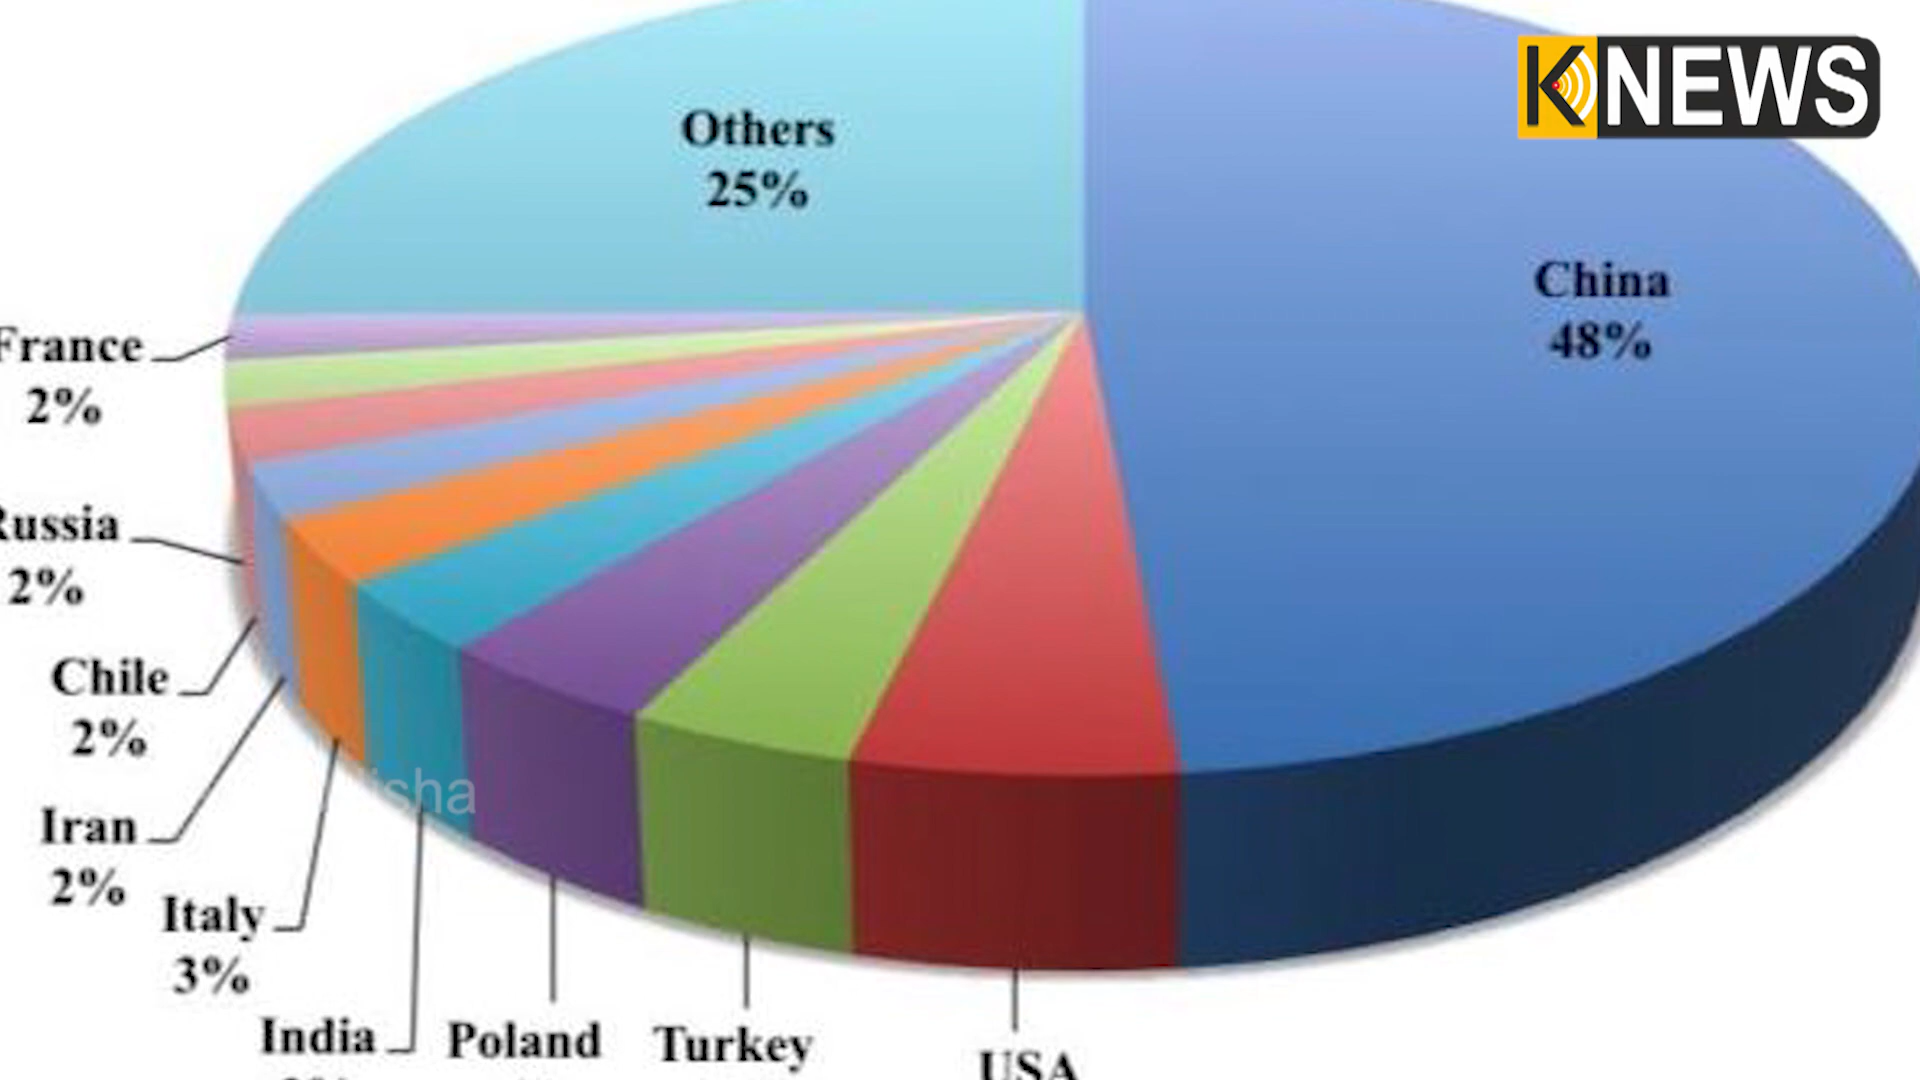 KNEWS
Others
25%
China
48%
France
2%
Russia
2%
Chile
2%
Iran
2%
Italy
3%
India
Poland
Turkey
USA
isha